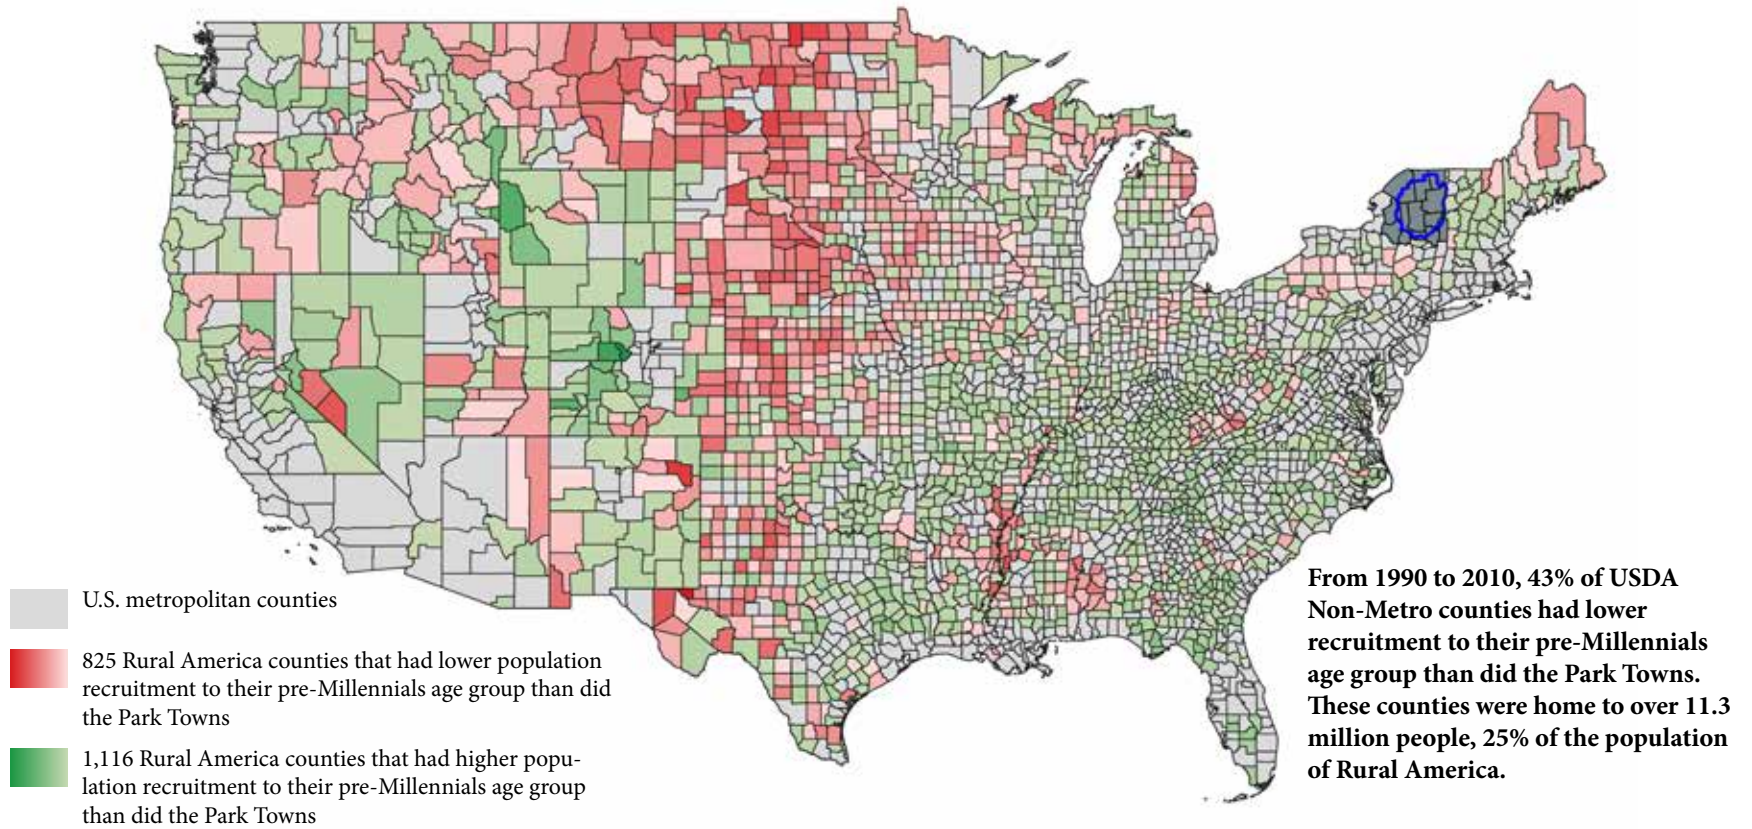 U.S. metropolitan counties
825 Rural America counties that had lower population
recruitment to their pre-Millennials age group than did
the Park Towns
1,116 Rural America counties that had higher popu-
lation recruitment to their pre-Millennials age group
than did the Park Towns
From 1990 to 2010, 43% of USDA
Non-Metro counties had lower
recruitment to their pre-Millennials
age group than did the Park Towns.
These counties were home to over 11.3
million people, 25% of the population
of Rural America.